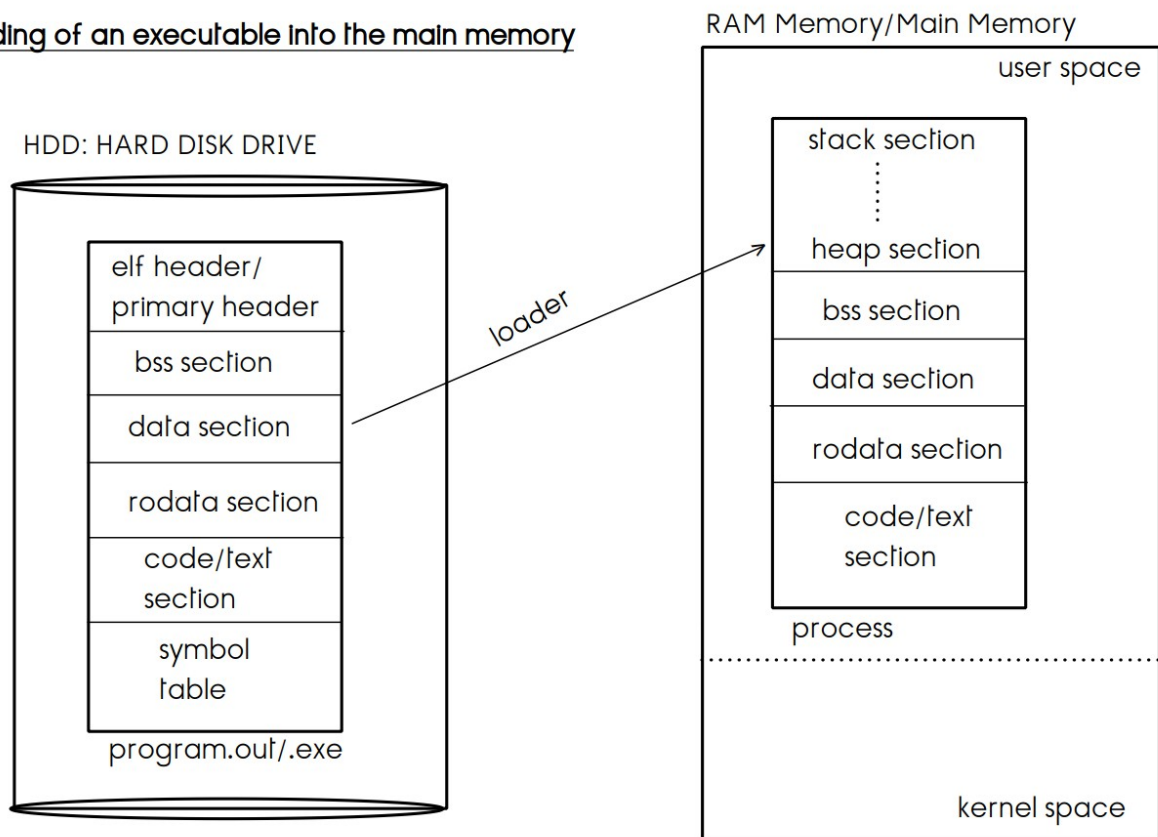 ding of an executable into the main memory
HDD: HARD DISK DRIVE
elf header/
primary header
bss section
data section
rodata section
code/text
section
symbol
table
program.out/.exe
loader
RAM Memory/Main Memory
user space
stack section
heap section
bss section
data section
rodata section
code/text
section
process
kernel space